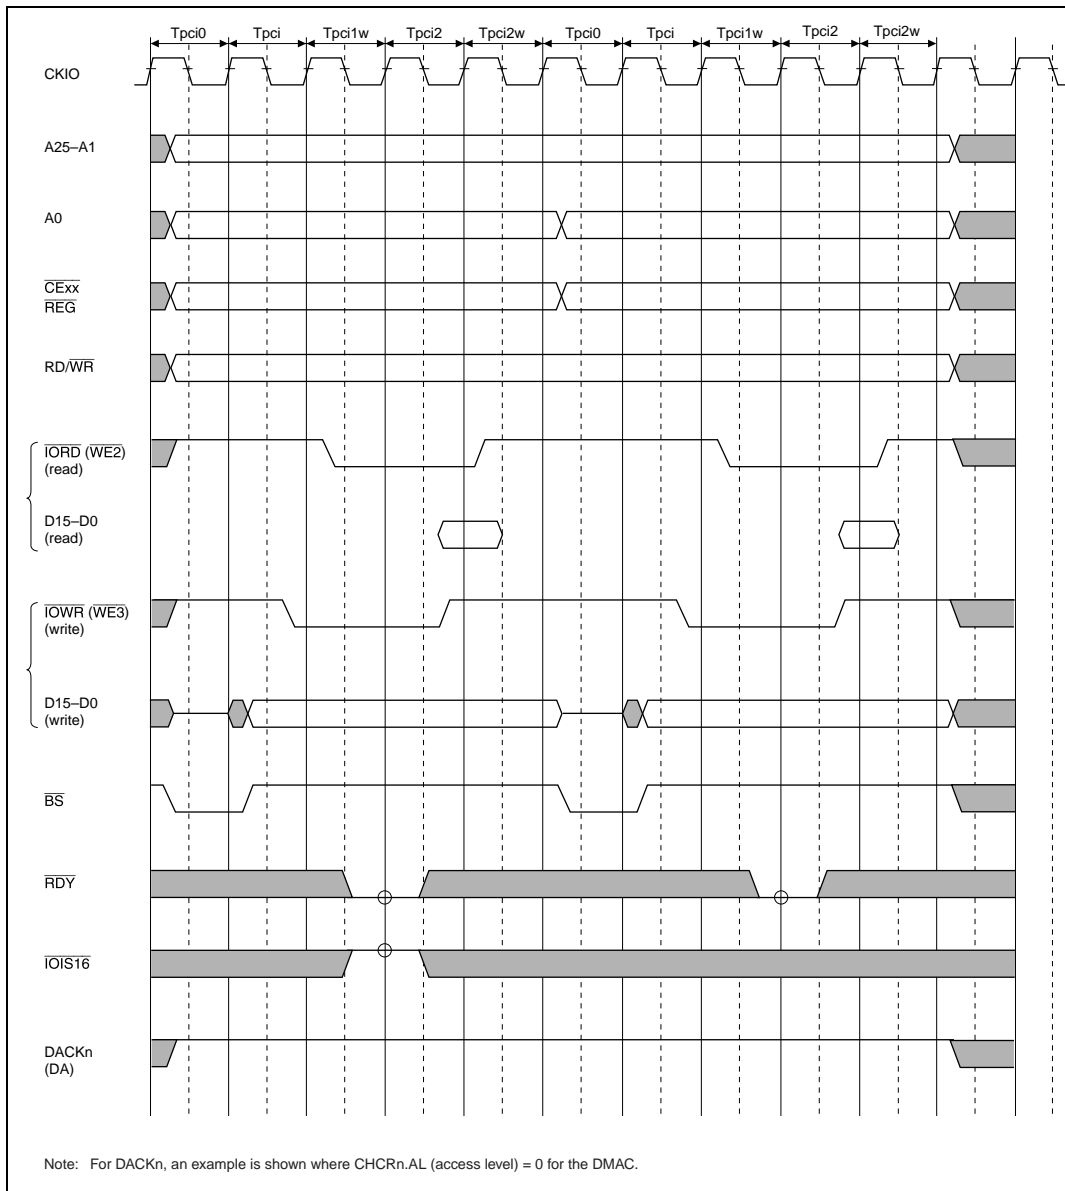 Tpci0 Tpci Tpci1w Tpci2 Tpci2w Tpci0 Tpci Tpci1w Tpci2 Tpci2w
CKIO
A25–A1
A0
CExx
REG
RD/WR
IORD (WE2)
(read)
D15–D0
(read)
IOWR (WE3)
(write)
D15–D0
(write)
BS
RDY
IOIS16
DACKn
(DA)
Note: For DACKn, an example is shown where CHCRn.AL (access level) = 0 for the DMAC.